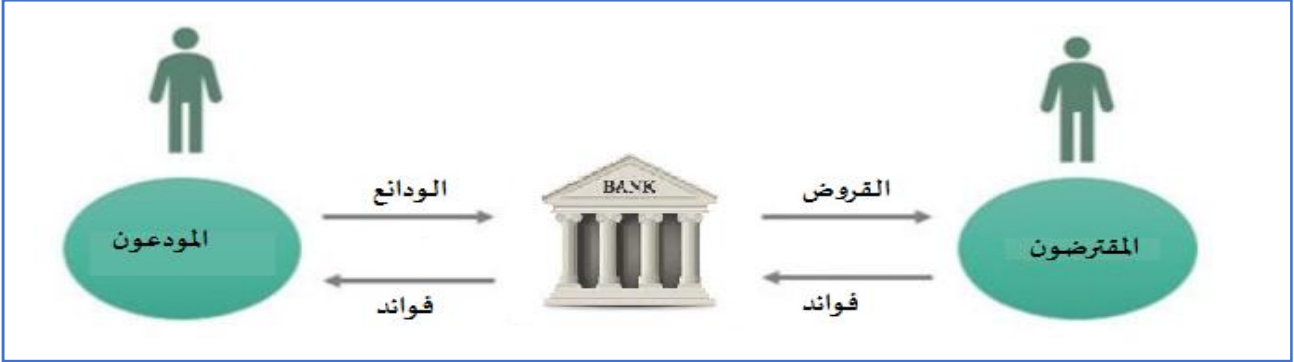 الودائع
BANK
القروض
المودعون
المقترضون
فوائد
فوائد